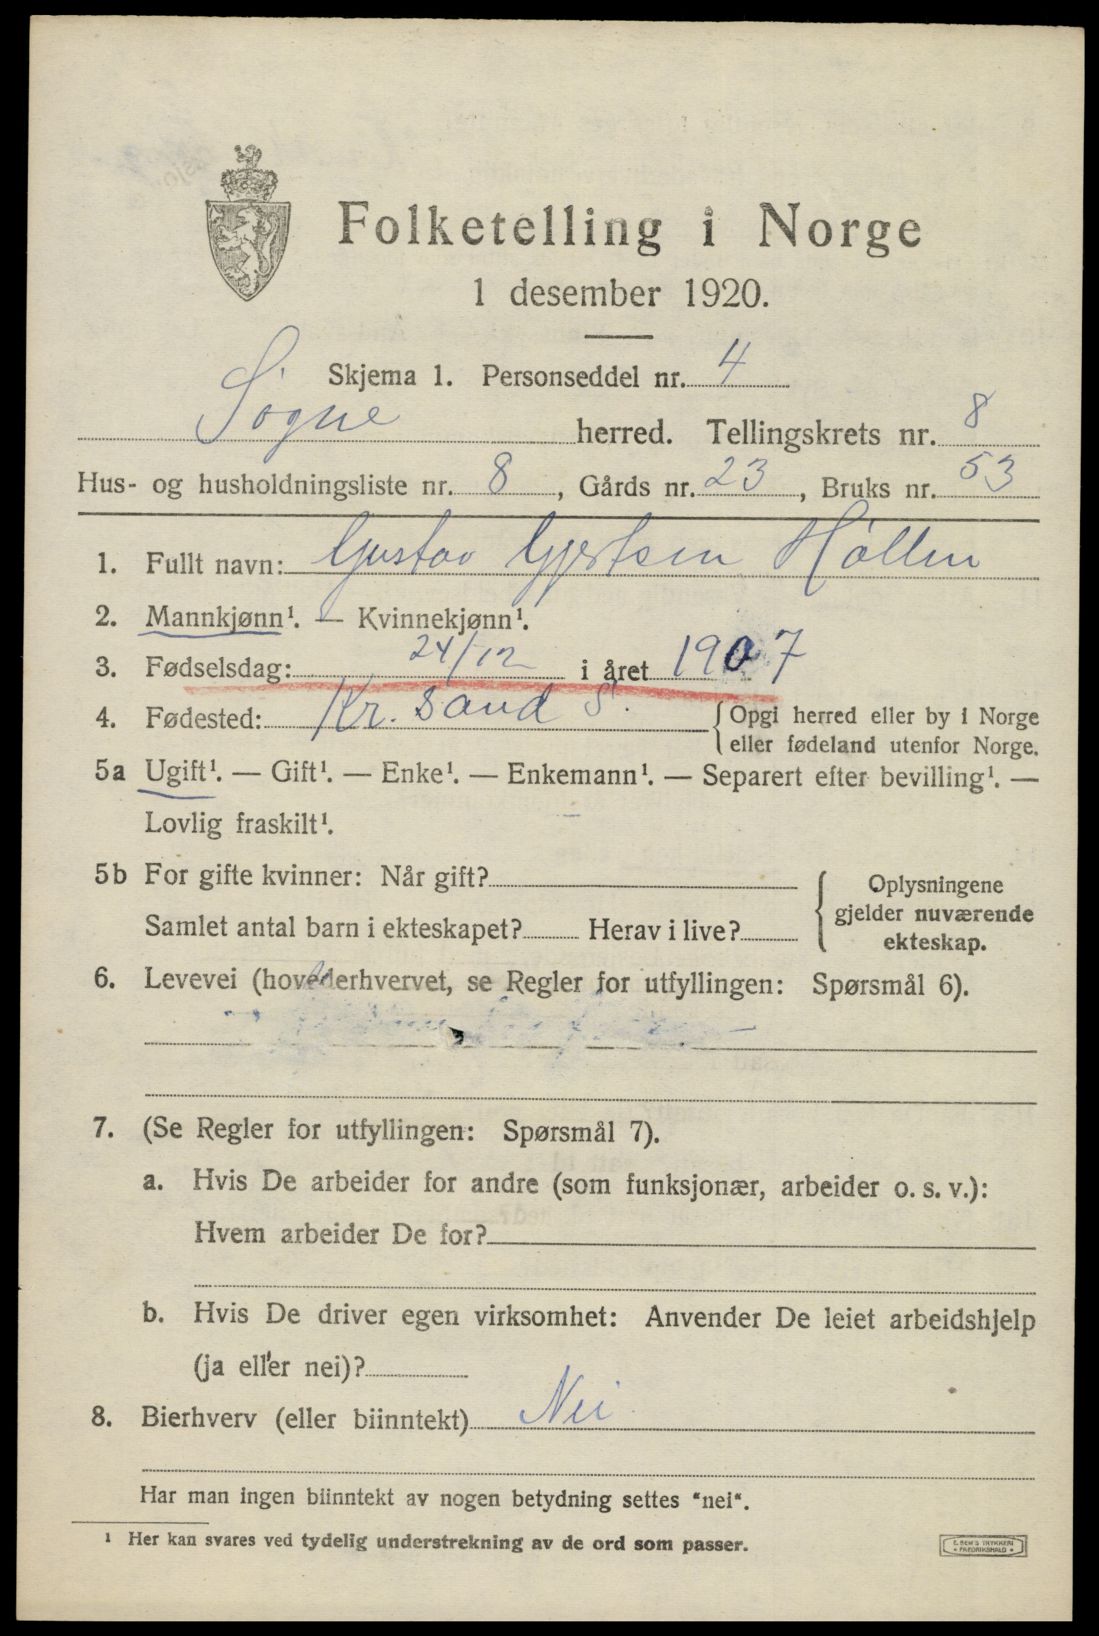 Folketelling i Norge
1 desember 1920.
Skjema 1. Personseddel nr. 4
Søgne herred. Tellingskrets nr. 8
Hus- og husholdningsliste nr. 8, Gårds nr. 23, Bruks nr. 53
1. Fullt navn: Gustav Gjertsen Høllen
2. Mannkjønn¹. — Kvinnekjønn¹.
3. Fødselsdag: 24/12 i året 1907
4. Fødested: Kr. sand S. { Opgi herred eller by i Norge
eller fødeland utenfor Norge.
5a Ugift¹. — Gift¹. — Enke¹. — Enkemann¹. — Separert efter bevilling¹. —
Lovlig fraskilt¹.
5b For gifte kvinner: Når gift? { Oplysningene
gjelder nuværende
ekteskap.
Samlet antal barn i ekteskapet? Herav i live?
6. Levevei (hovederhvervet, se Regler for utfyllingen: Spørsmål 6).
7. (Se Regler for utfyllingen: Spørsmål 7).
a. Hvis De arbeider for andre (som funksjonær, arbeider o. s. v.):
Hvem arbeider De for?
b. Hvis De driver egen virksomhet: Anvender De leiet arbeidshjelp
(ja eller nei)?
8. Bierhverv (eller biinntekt) Nei
Har man ingen biinntekt av nogen betydning settes "nei".
¹ Her kan svares ved tydelig understrekning av de ord som passer.
E. SEM'S TRYKKERI
• FREDRIKSHALD •